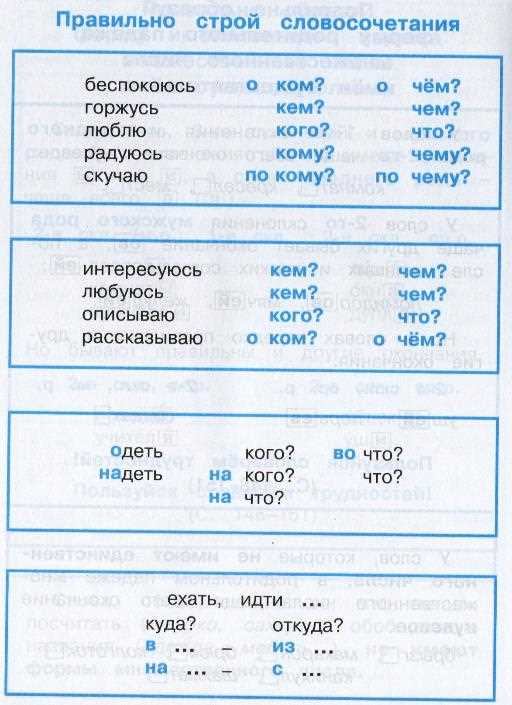 Правильно строй словосочетания
беспокоюсь о ком? о чём?
горжусь кем? чем?
люблю кого? что?
радуюсь кому? чему?
скучаю по кому? по чему?
интересуюсь кем? чем?
любуюсь кем? чем?
описываю кого? что?
рассказываю о ком? о чём?
одеть кого? во что?
надеть на кого? что?
на что?
ехать, идти ...
куда? откуда?
в ... – из ...
на ... – с ...